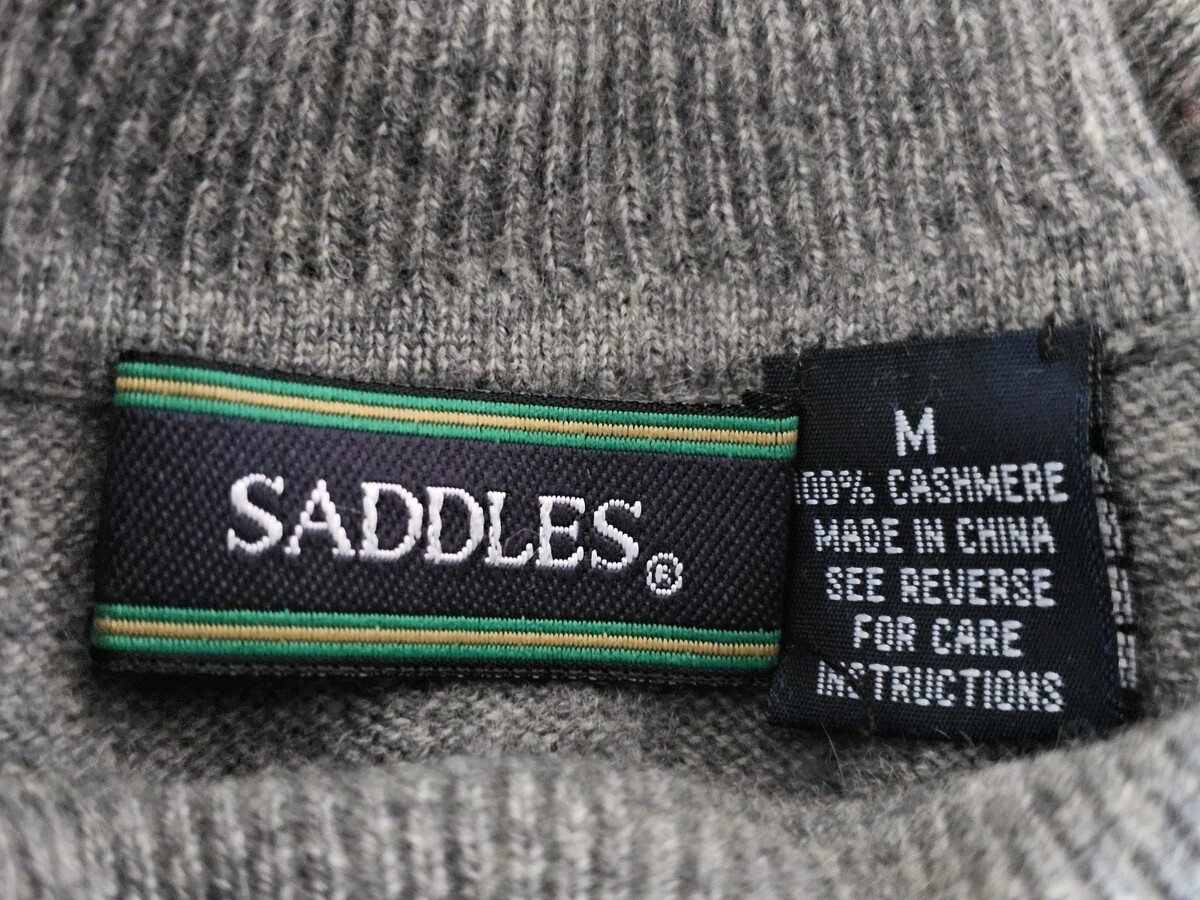 SADDLES®
M
100% CASHMERE
MADE IN CHINA
SEE REVERSE
FOR CARE
INSTRUCTIONS